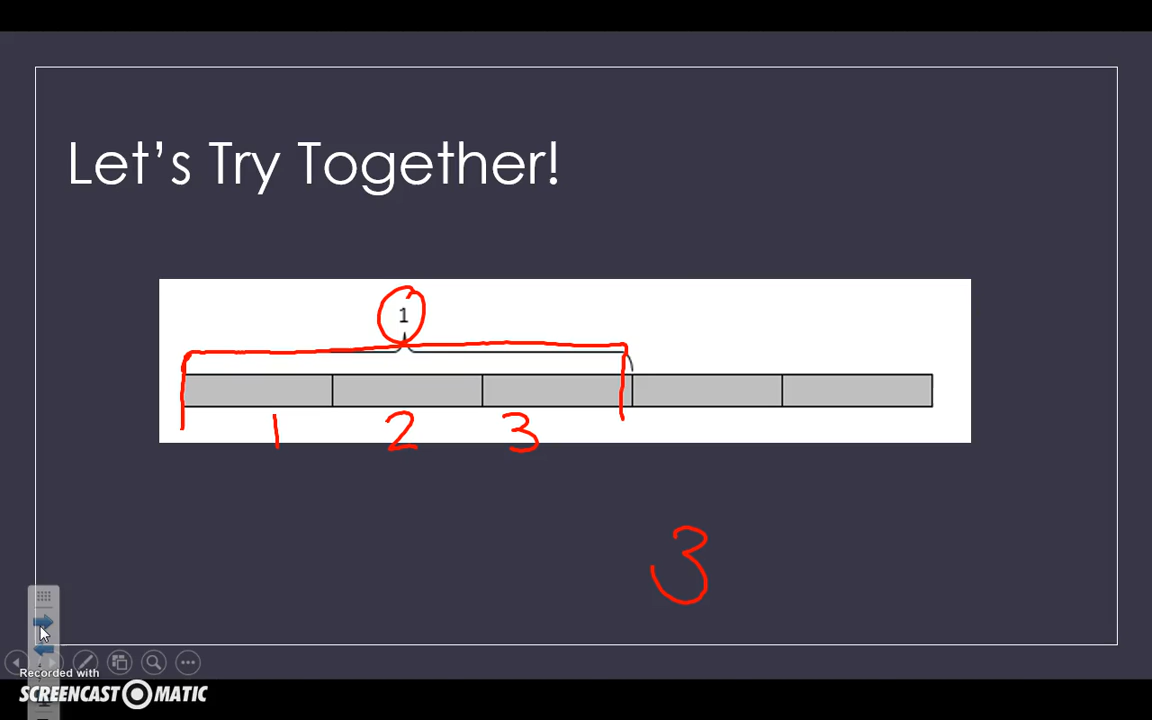 Let's Try Together!
1
1 2 3
3
Recorded with
SCREENCAST MATIC